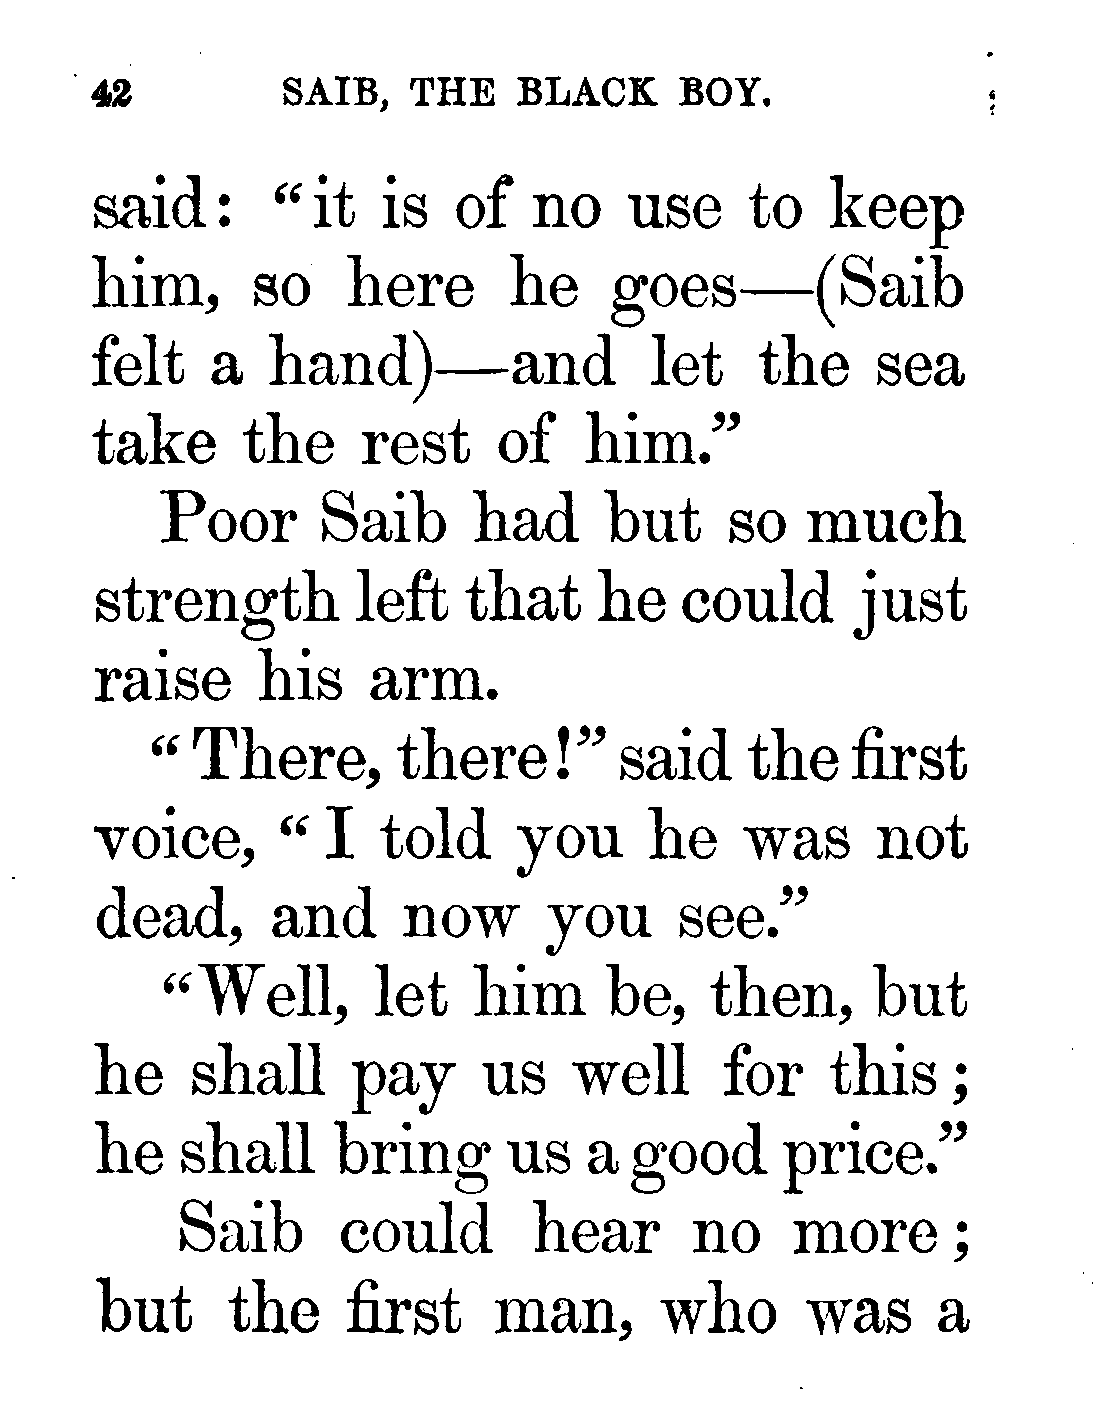 42 SAIB, THE BLACK BOY.
said: “it is of no use to keep
him, so here he goes—(Saib
felt a hand)—and let the sea
take the rest of him.”
Poor Saib had but so much
strength left that he could just
raise his arm.
“There, there!” said the first
voice, “I told you he was not
dead, and now you see.”
“Well, let him be, then, but
he shall pay us well for this;
he shall bring us a good price.”
Saib could hear no more;
but the first man, who was a